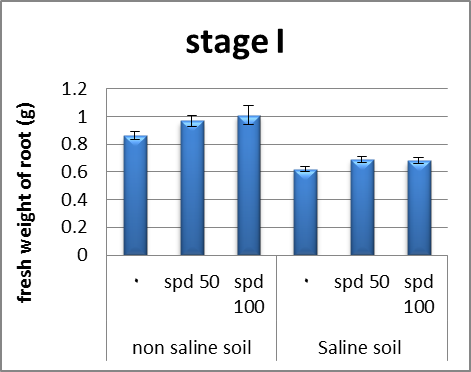 stage I
fresh weight of root (g)
1.2
1
0.8
0.6
0.4
0.2
0
spd 50
spd 100
spd 50
spd 100
non saline soil
Saline soil